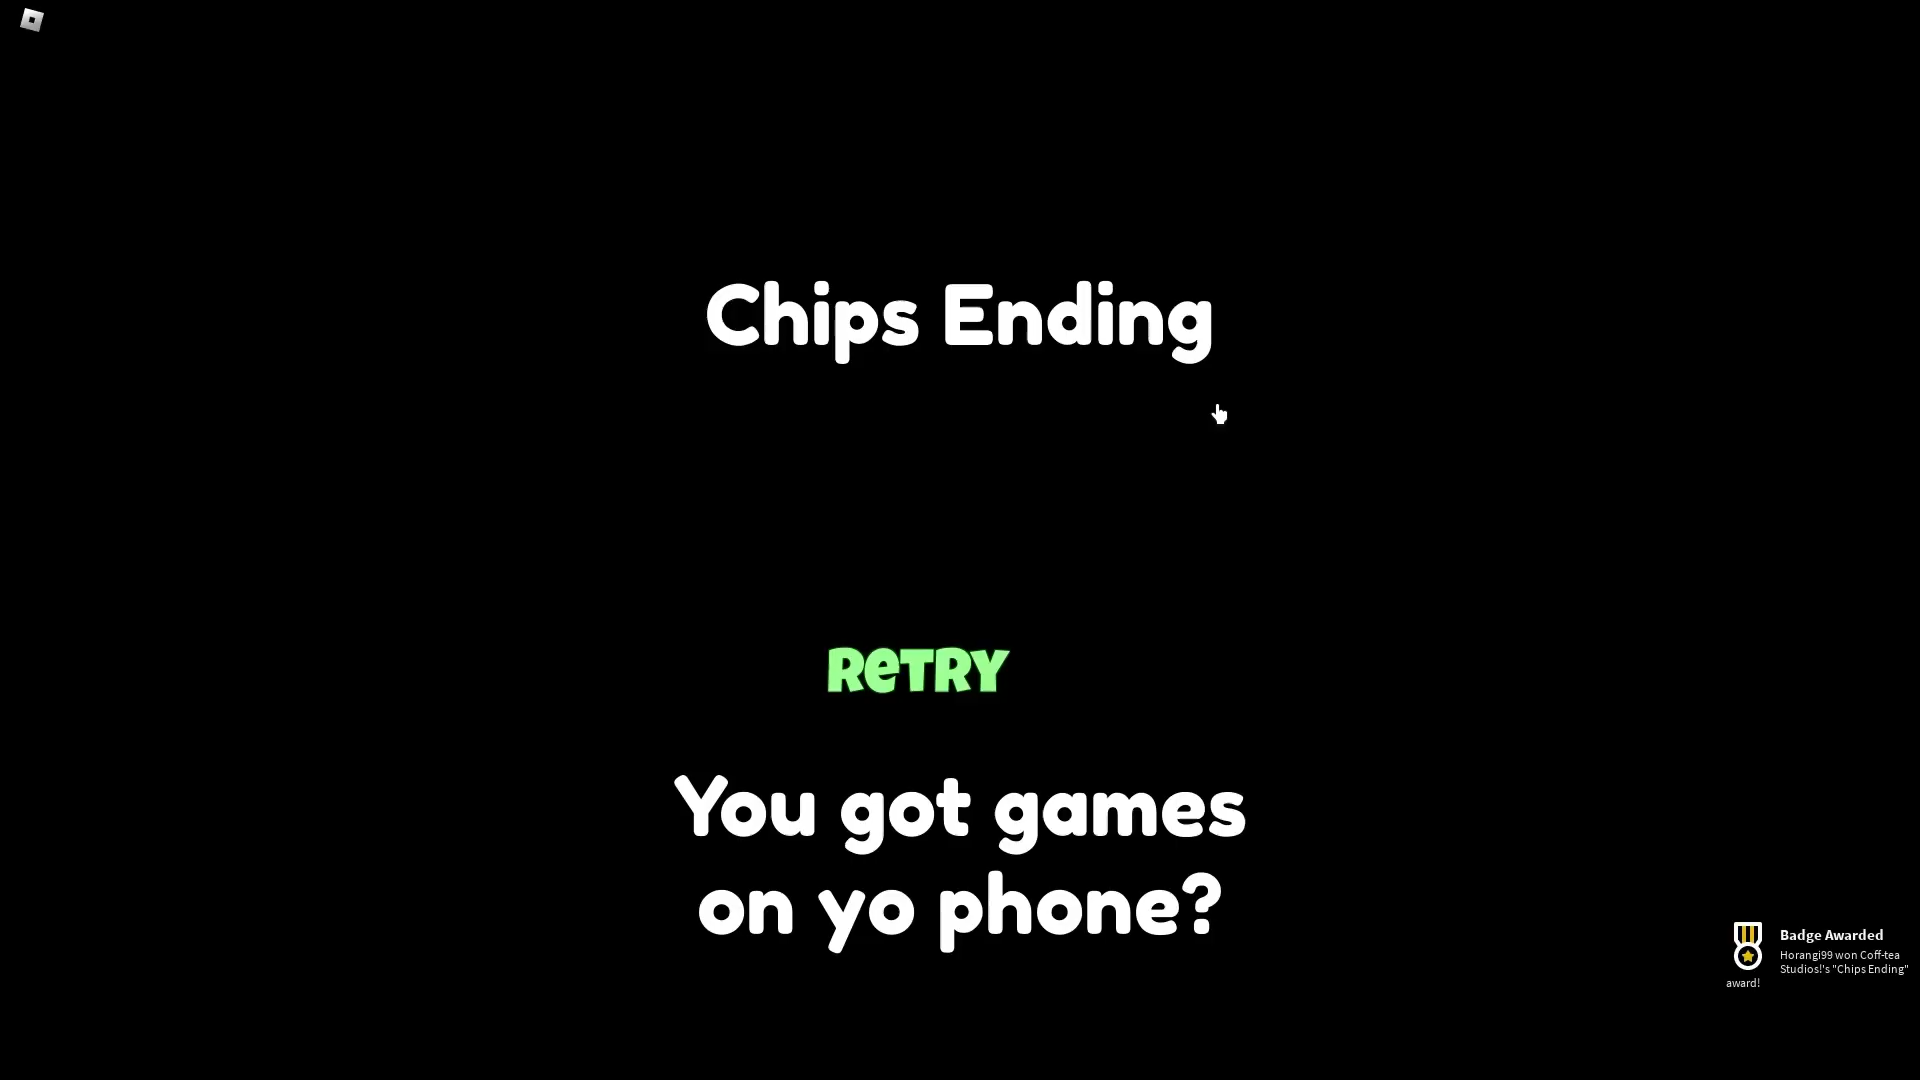 Chips Ending
ReTRY
You got games
on yo phone?
Badge Awarded
Horangi99 won Coff-tea
Studios!'s "Chips Ending"
award!